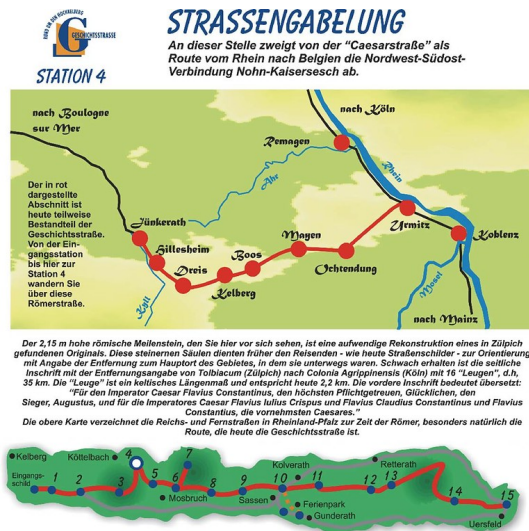 RUND UM DEN HOCHKELBERG
GESCHICHTSSTRASSE
STATION 4
STRASSENGABELUNG
An dieser Stelle zweigt von der "Caesarstraße" als
Route vom Rhein nach Belgien die Nordwest-Südost-
Verbindung Nohn-Kaisersesch ab.
nach Boulogne
sur Mer
nach Köln
Remagen
Rhein
Ahr
Der in rot
dargestellte
Abschnitt ist
heute teilweise
Bestandteil der
Geschichtsstraße.
Von der Ein-
gangsstation
bis hier zur
Station 4
wandern Sie
über diese
Römerstraße.
Jünkerath
Hillesheim
Dreis
Kelberg
Boos
Mayen
Ochtendung
Urmitz
Koblenz
Kyll
Mosel
nach Mainz
Der 2,15 m hohe römische Meilenstein, den Sie hier vor sich sehen, ist eine aufwendige Rekonstruktion eines in Zülpich
gefundenen Originals. Diese steinernen Säulen dienten früher den Reisenden - wie heute Straßenschilder - zur Orientierung
mit Angabe der Entfernung zum Hauptort des Gebietes, in dem sie unterwegs waren. Schwach erhalten ist die seitliche
Inschrift mit der Entfernungsangabe von Tolbiacum (Zülpich) nach Colonia Agrippinensis (Köln) mit 16 "Leugen", d,h,
35 km. Die "Leuge" ist ein keltisches Längenmaß und entspricht heute 2,2 km. Die vordere Inschrift bedeutet übersetzt:
"Für den Imperator Caesar Flavius Constantinus, den höchsten Pflichtgetreuen, Glücklichen, den
Sieger, Augustus, und für die Imperatores Caesar Flavius Iulius Crispus und Flavius Claudius Constantinus und Flavius
Constantius, die vornehmsten Caesares."
Die obere Karte verzeichnet die Reichs- und Fernstraßen in Rheinland-Pfalz zur Zeit der Römer, besonders natürlich die
Route, die heute die Geschichtsstraße ist.
Kelberg
Köttelbach
Eingangs-
schild
1
2
3
4
5
6
7
8
9
10
11
12
13
14
15
Mosbruch
Sassen
Kolverath
Retterath
Ferienpark
Gunderath
Uersfeld